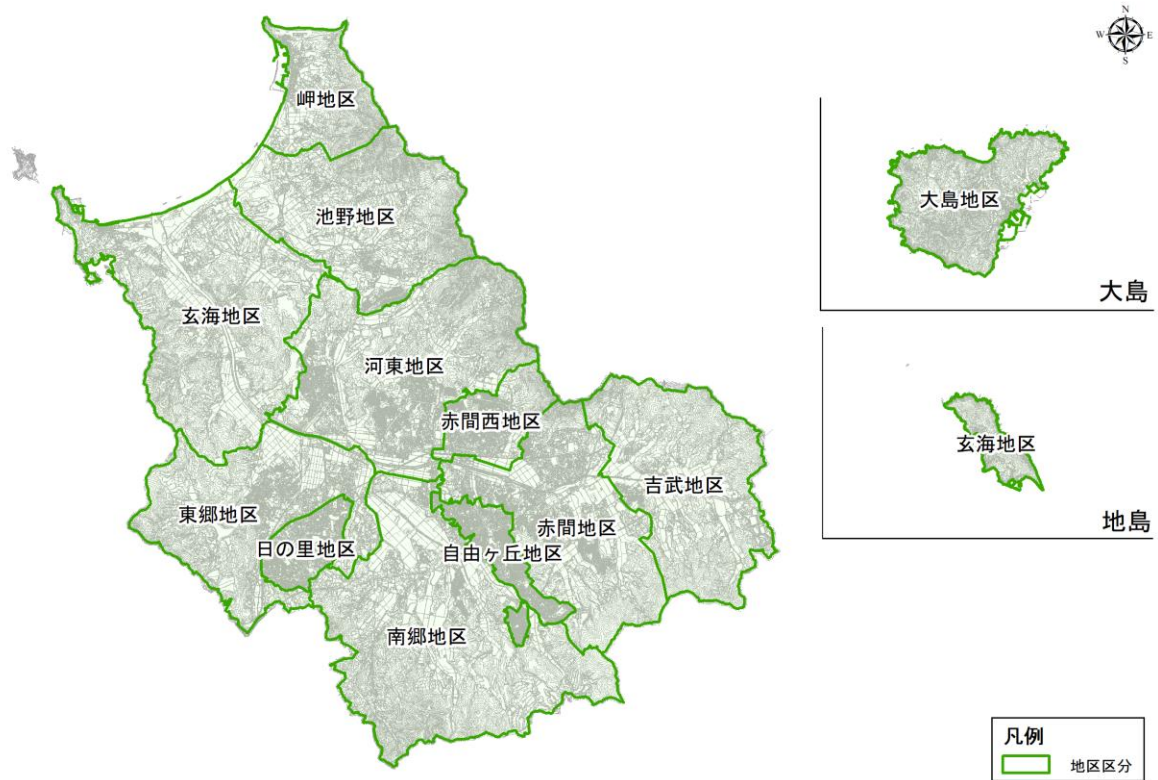 N
W
E
S
岬地区
池野地区
大島地区
大島
玄海地区
河東地区
赤間西地区
玄海地区
吉武地区
東郷地区
赤間地区
日の里地区
自由ヶ丘地区
地島
南郷地区
凡例
地区区分